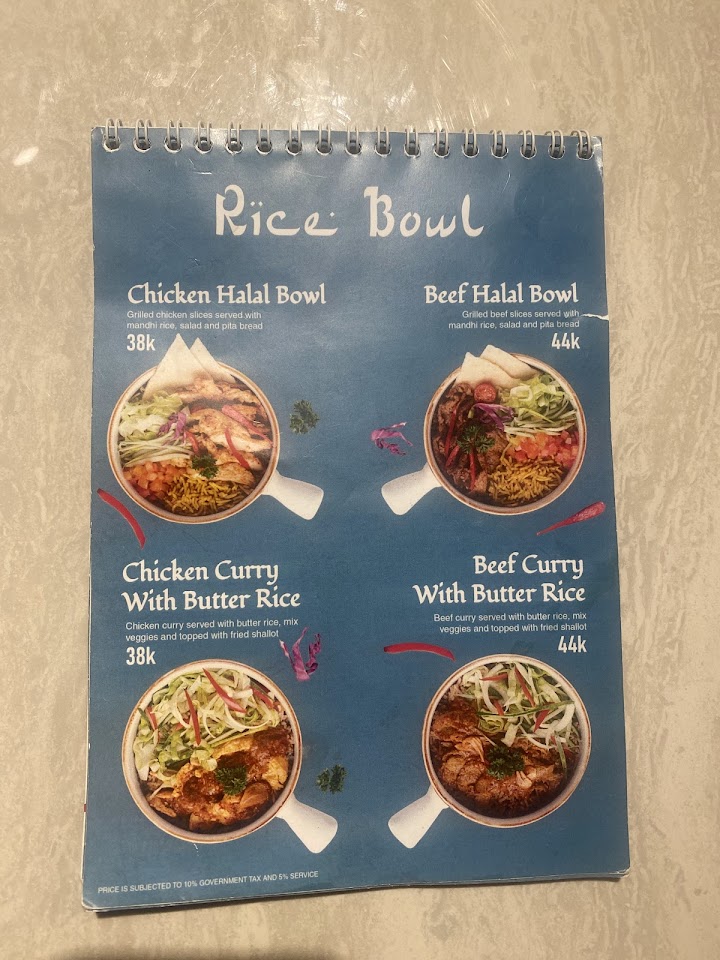 Rice Bowl
Chicken Halal Bowl
Grilled chicken slices served with
mandhi rice, salad and pita bread
38k
Beef Halal Bowl
Grilled beef slices served with
mandhi rice, salad and pita bread
44k
Chicken Curry
With Butter Rice
Chicken curry served with butter rice, mix
veggies and topped with fried shallot
38k
Beef Curry
With Butter Rice
Beef curry served with butter rice, mix
veggies and topped with fried shallot
44k
PRICE IS SUBJECTED TO 10% GOVERNMENT TAX AND 5% SERVICE